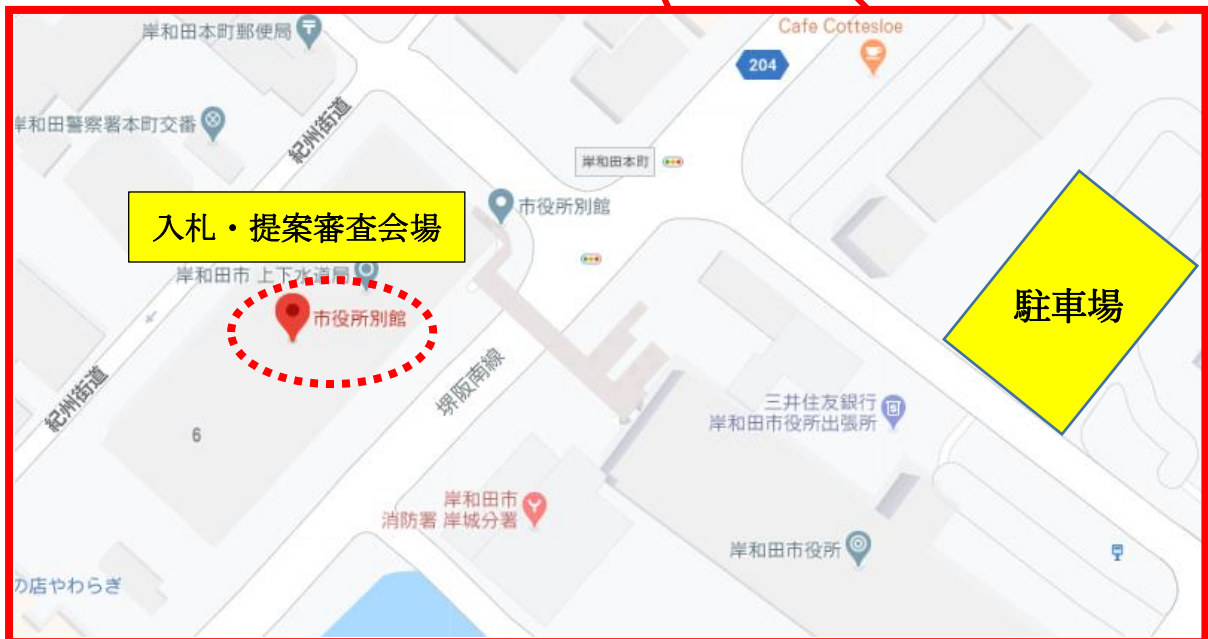 岸和田本町郵便局
Cafe Cottesloe
204
紀州街道
岸和田警察署本町交番
岸和田本町
市役所別館
入札・提案審査会場
岸和田市 上下水道局
市役所別館
駐車場
堺阪南線
紀州街道
6
三井住友銀行
岸和田市役所出張所
岸和田市
消防署 岸城分署
岸和田市役所
の店やわらぎ